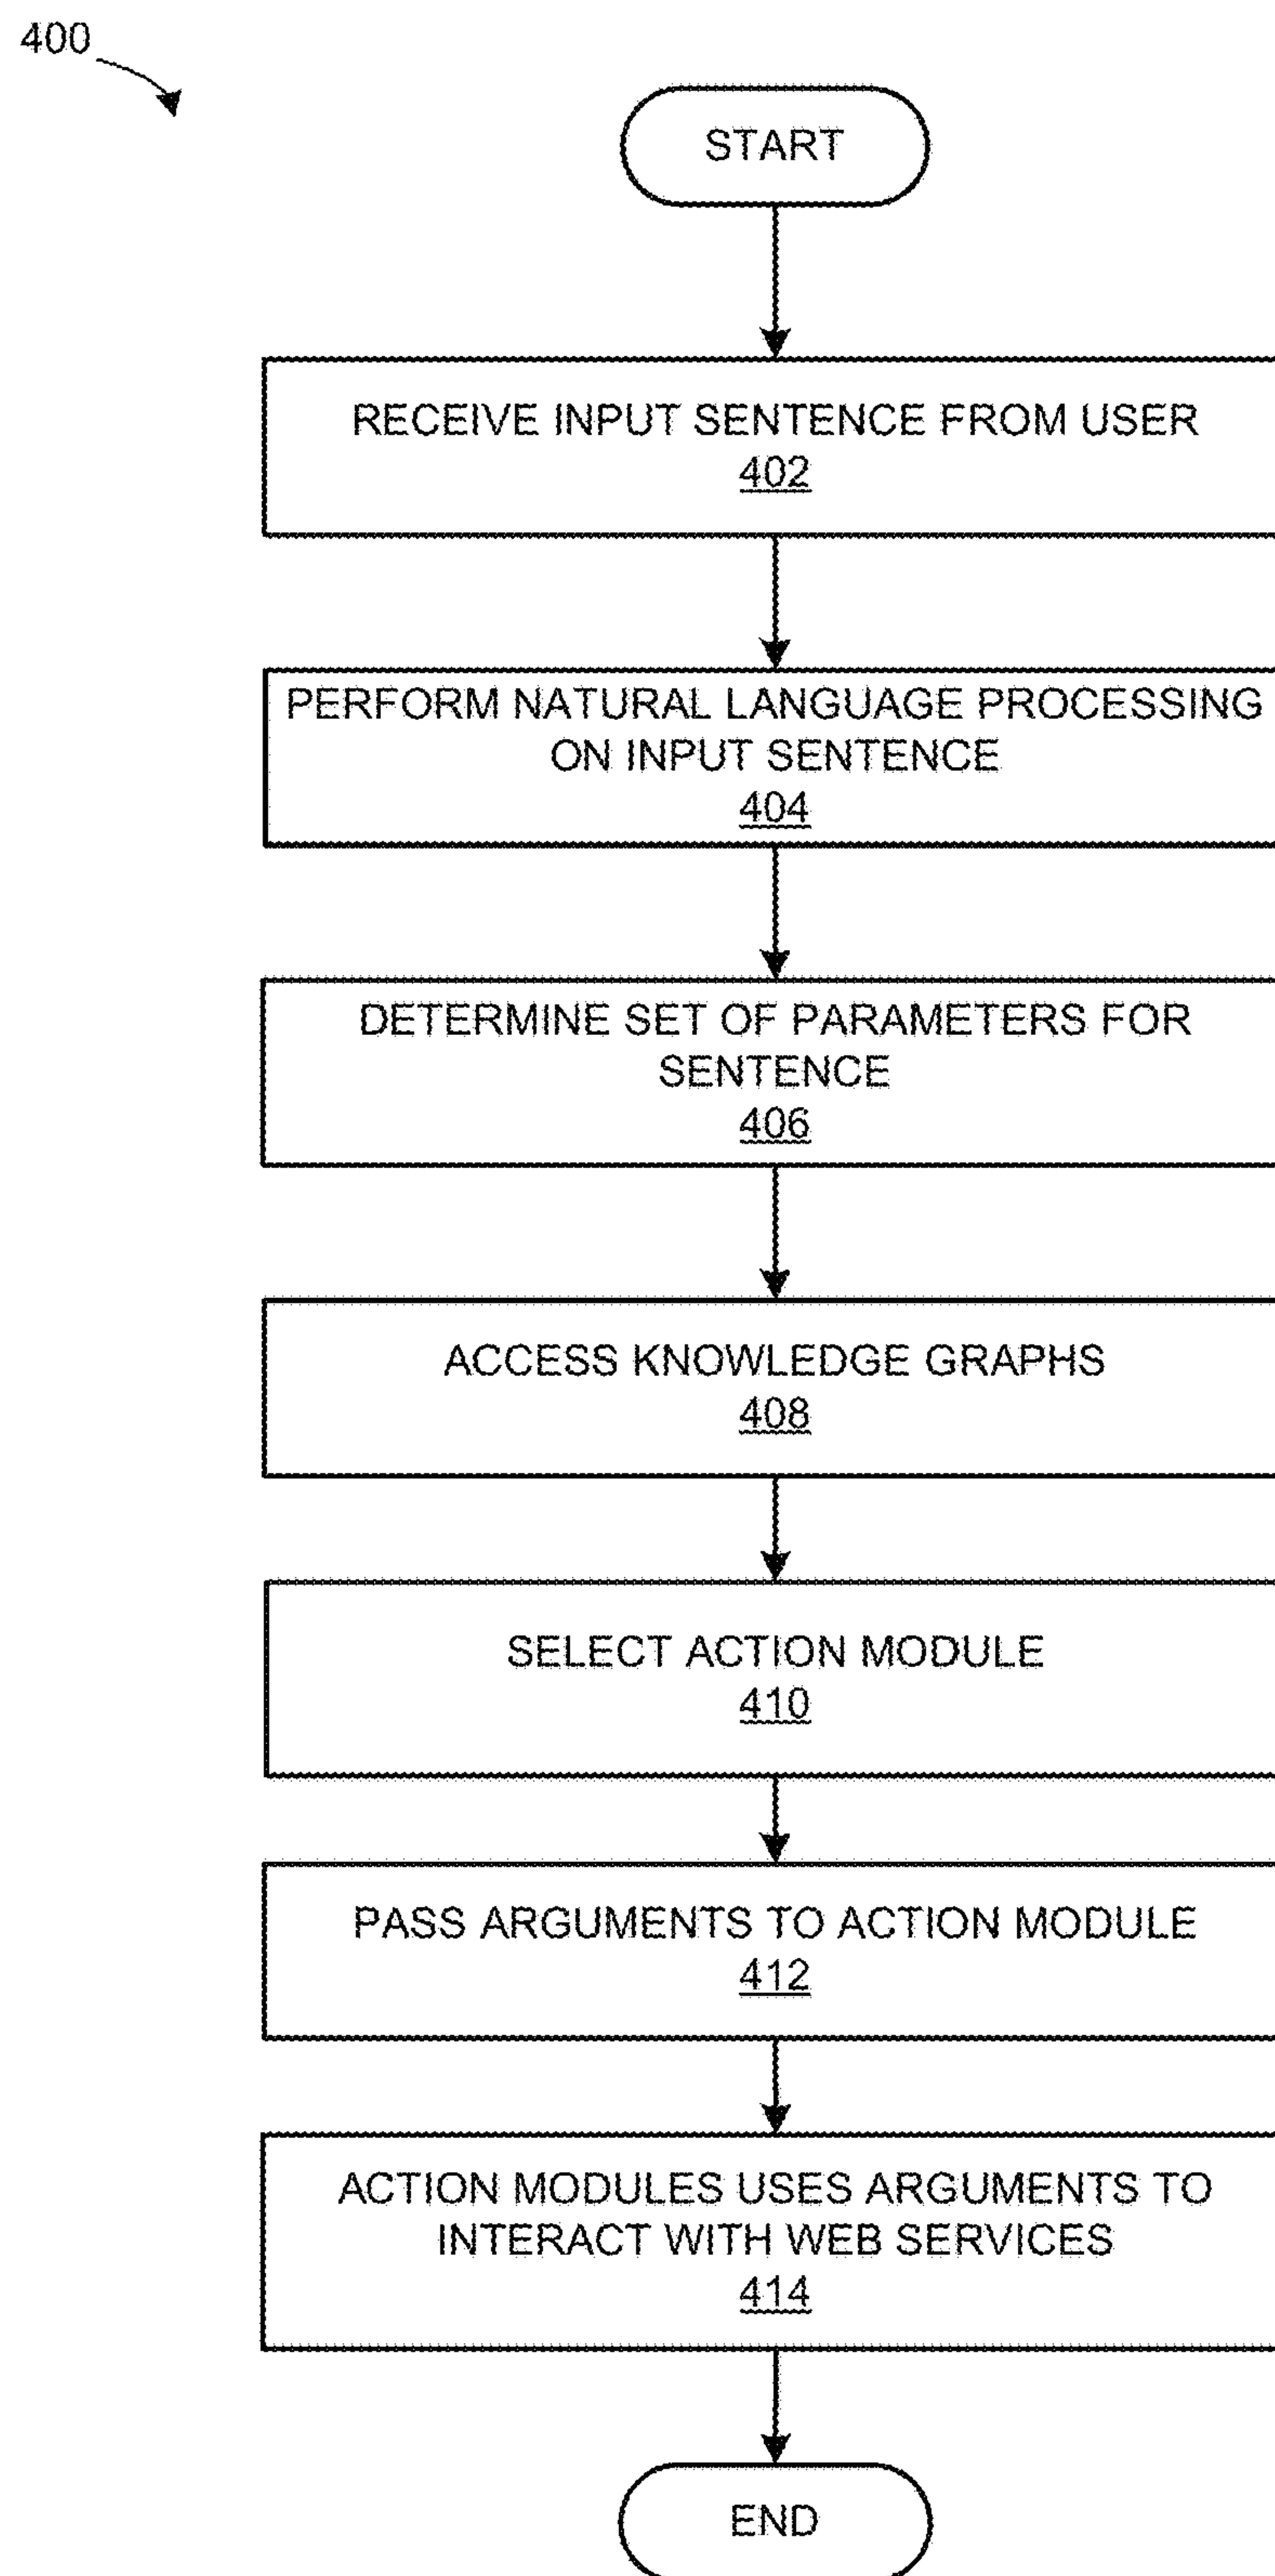 400
START
RECEIVE INPUT SENTENCE FROM USER
402
PERFORM NATURAL LANGUAGE PROCESSING
ON INPUT SENTENCE
404
DETERMINE SET OF PARAMETERS FOR
SENTENCE
406
ACCESS KNOWLEDGE GRAPHS
408
SELECT ACTION MODULE
410
PASS ARGUMENTS TO ACTION MODULE
412
ACTION MODULES USES ARGUMENTS TO
INTERACT WITH WEB SERVICES
414
END